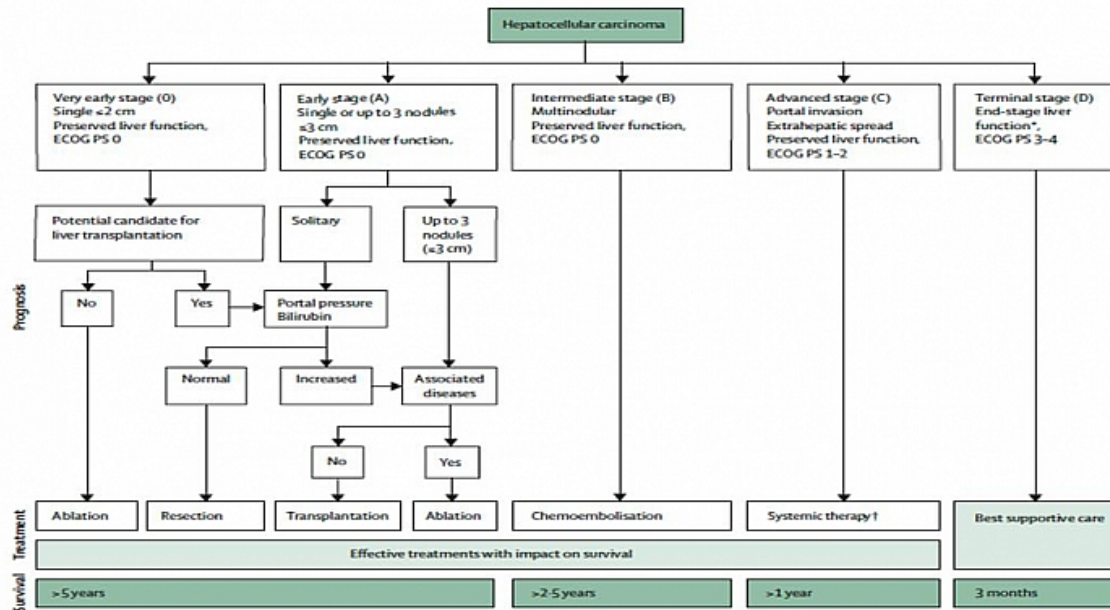 Hepatocellular carcinoma
Very early stage (0)
Single ≤2 cm
Preserved liver function,
ECOG PS 0
Early stage (A)
Single or up to 3 nodules
≤3 cm
Preserved liver function,
ECOG PS 0
Intermediate stage (B)
Multinodular
Preserved liver function,
ECOG PS 0
Advanced stage (C)
Portal invasion
Extrahepatic spread
Preserved liver function,
ECOG PS 1–2
Terminal stage (D)
End-stage liver
function*,
ECOG PS 3–4
Potential candidate for
liver transplantation
Solitary
Up to 3
nodules
(≤3 cm)
Prognosis
No
Yes
Portal pressure
Bilirubin
Normal
Increased
Associated
diseases
No
Yes
Treatment
Ablation
Resection
Transplantation
Ablation
Chemoembolisation
Systemic therapy†
Best supportive care
Effective treatments with impact on survival
Survival
>5 years
>2-5 years
>1 year
3 months